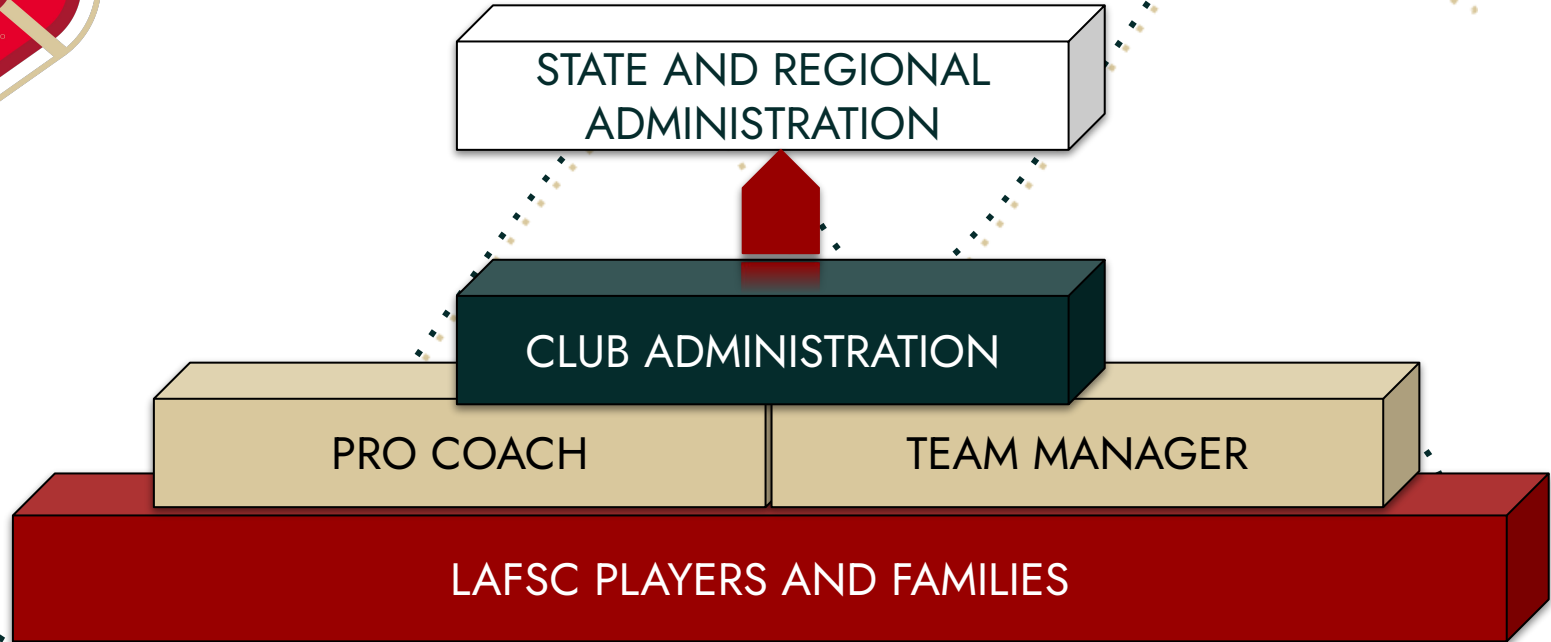 STATE AND REGIONAL
ADMINISTRATION
CLUB ADMINISTRATION
PRO COACH
TEAM MANAGER
LAFSC PLAYERS AND FAMILIES